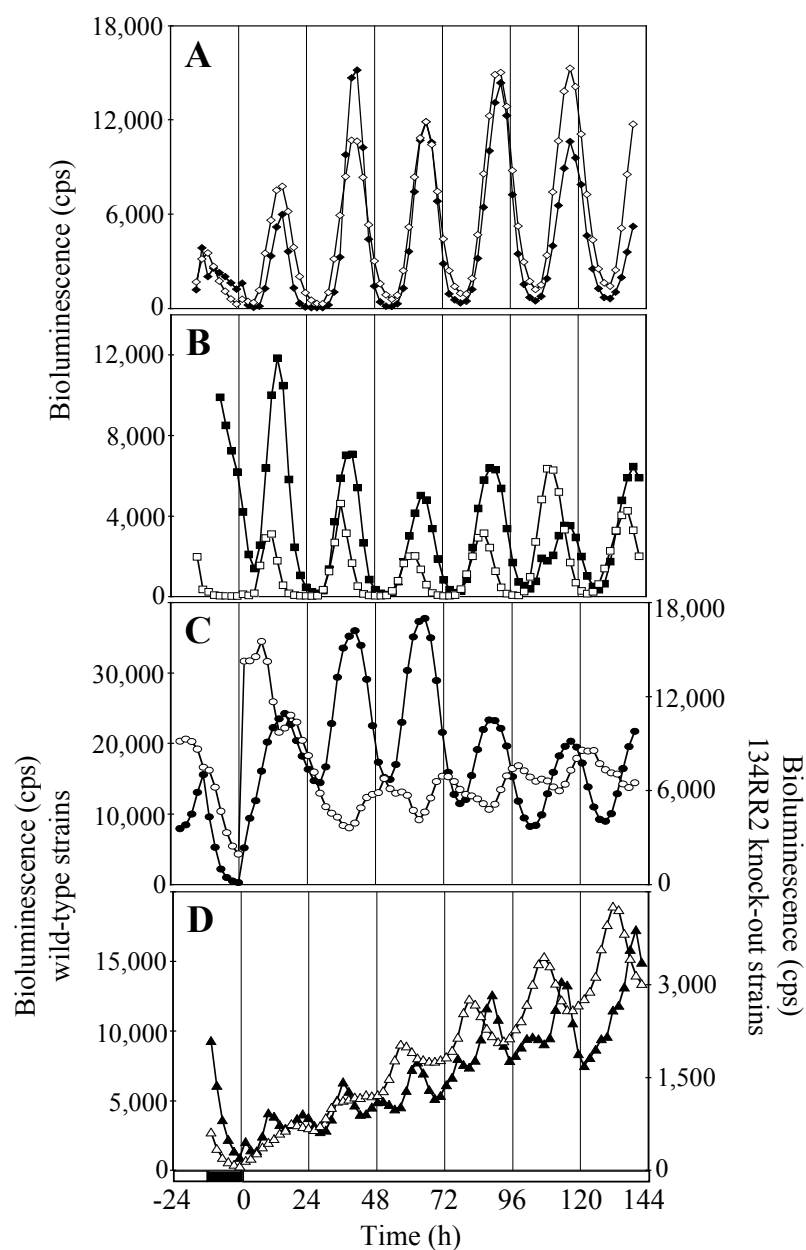 A
18,000
12,000
6,000
0
Bioluminescence (cps)
B
12,000
8,000
4,000
0
C
30,000
20,000
10,000
0
18,000
12,000
6,000
0
Bioluminescence (cps)
wild-type strains
Bioluminescence (cps)
134RR2 knock-out strains
D
15,000
10,000
5,000
0
3,000
1,500
0
-24 0 24 48 72 96 120 144
Time (h)